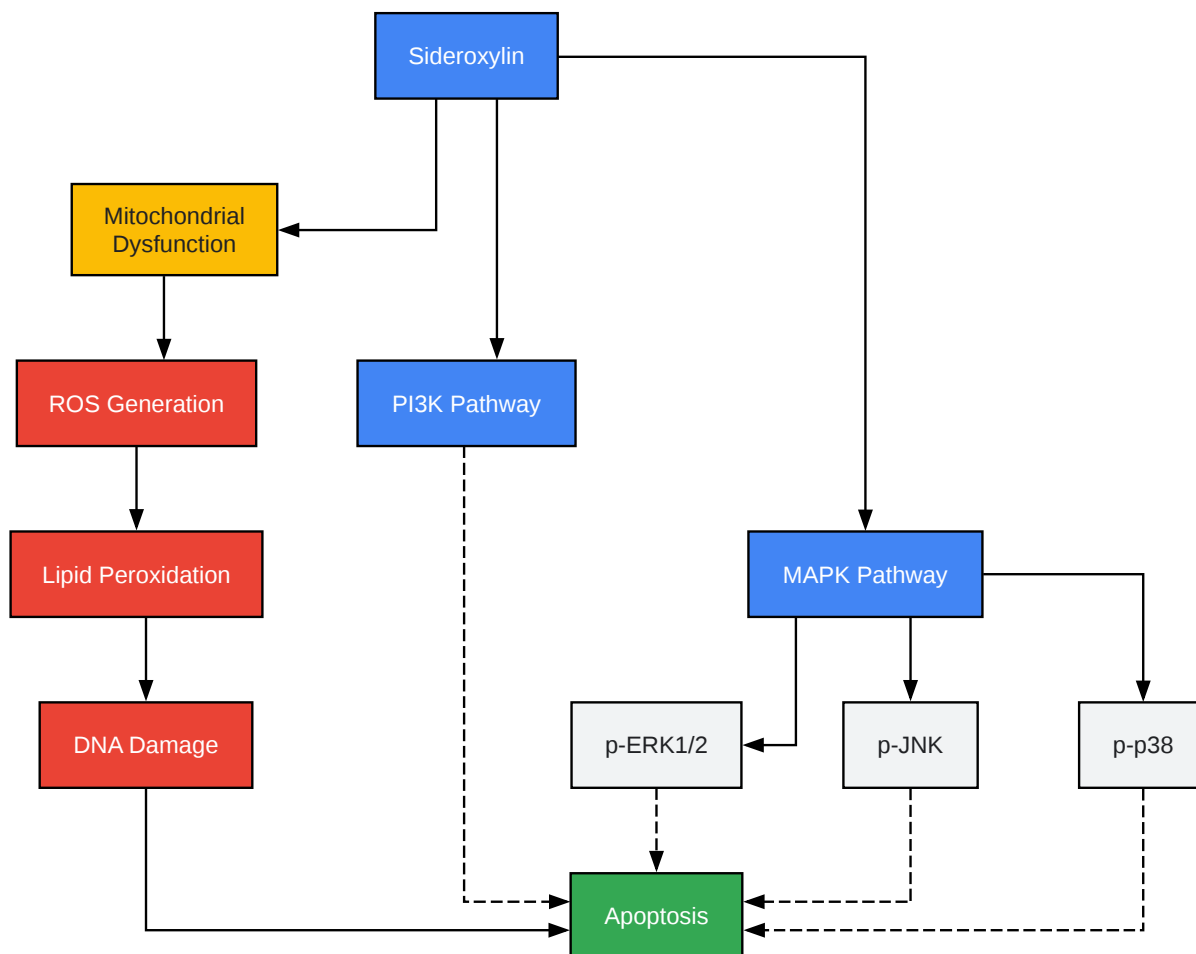 Sideroxylin
Mitochondrial
Dysfunction
ROS Generation
PI3K Pathway
Lipid Peroxidation
MAPK Pathway
DNA Damage
p-ERK1/2
p-JNK
p-p38
Apoptosis